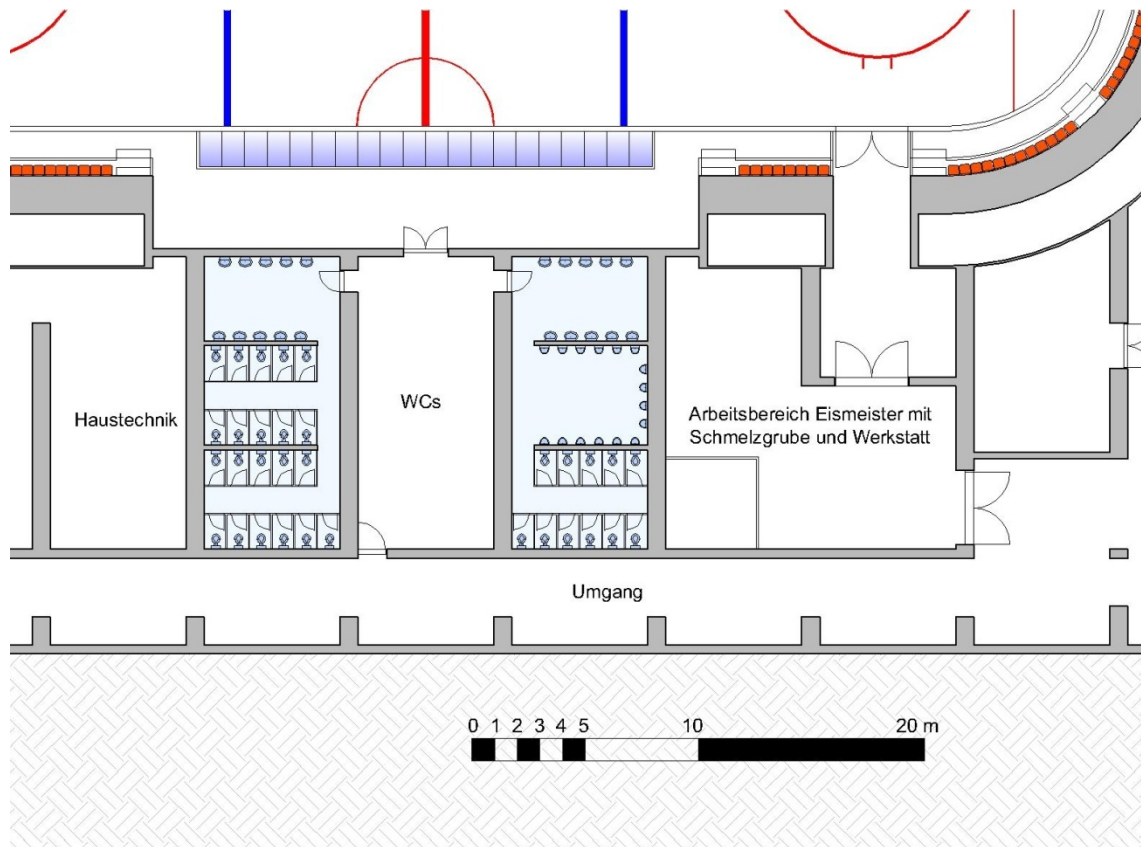 Haustechnik
WCs
Arbeitsbereich Eismeister mit
Schmelzgrube und Werkstatt
Umgang
0 1 2 3 4 5 10 20 m